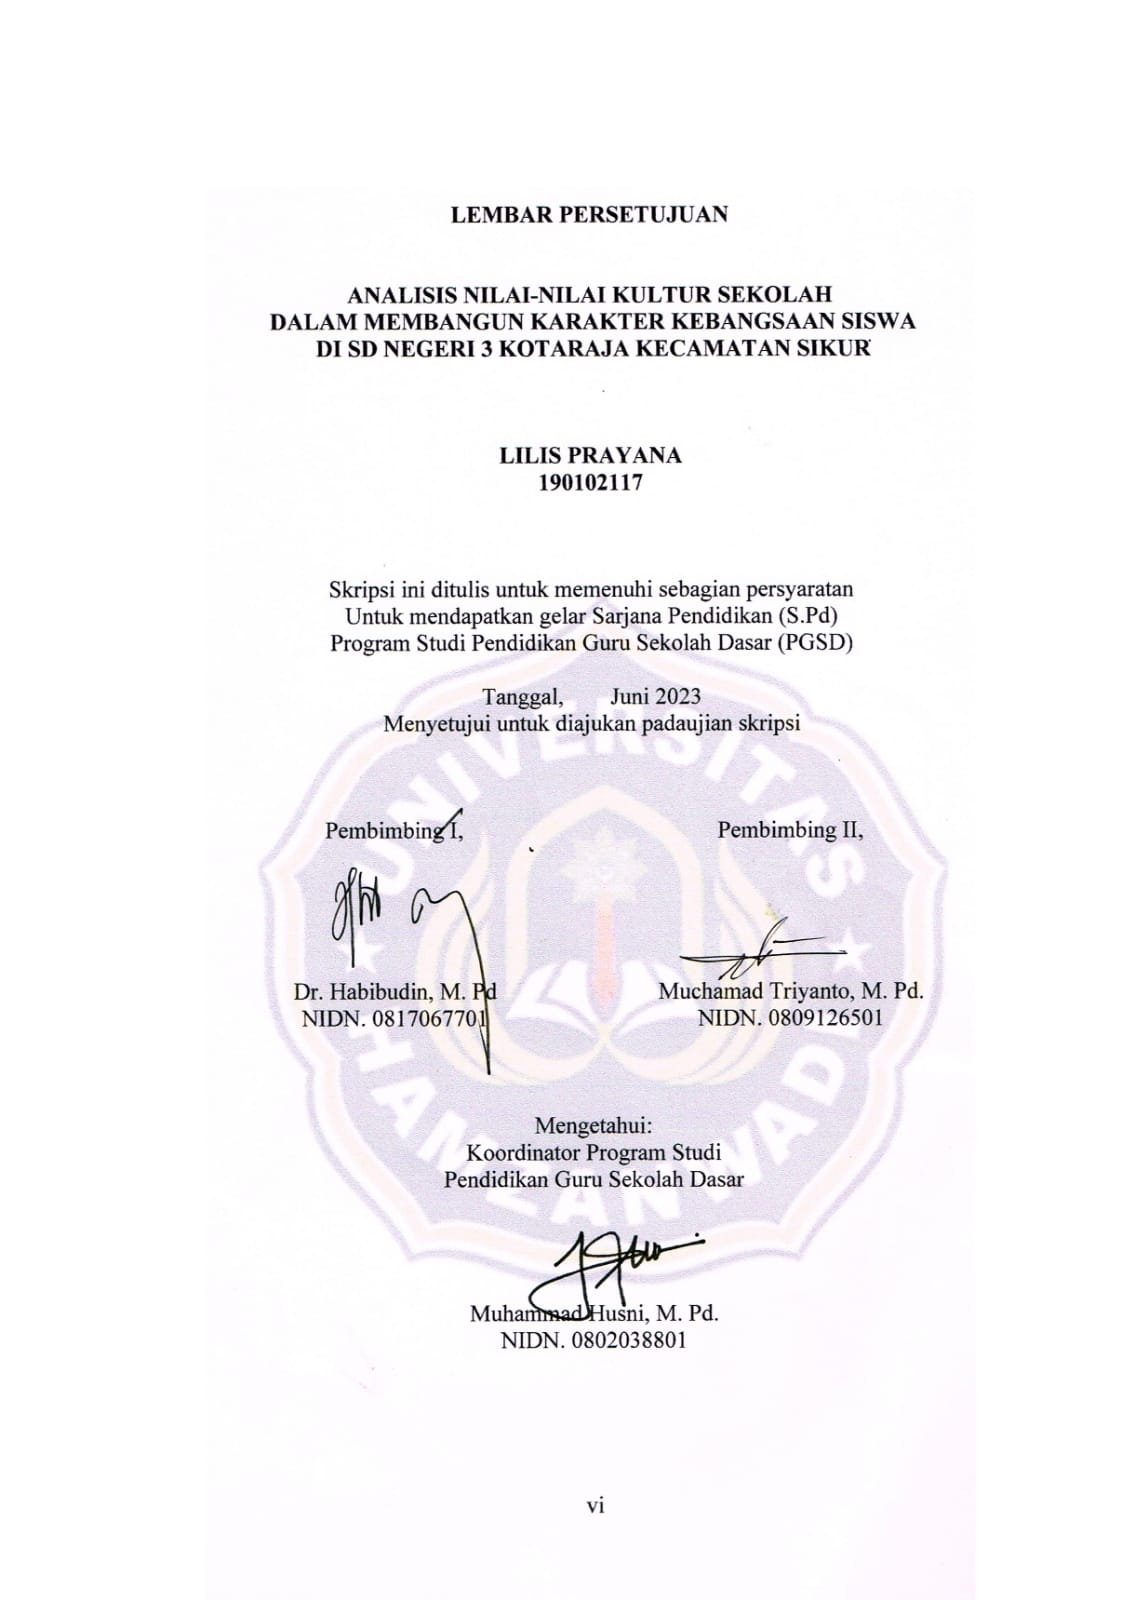 LEMBAR PERSETUJUAN
ANALISIS NILAI-NILAI KULTUR SEKOLAH
DALAM MEMBANGUN KARAKTER KEBANGSAAN SISWA
DI SD NEGERI 3 KOTARAJA KECAMATAN SIKUR
LILIS PRAYANA
190102117
Skripsi ini ditulis untuk memenuhi sebagian persyaratan
Untuk mendapatkan gelar Sarjana Pendidikan (S.Pd)
Program Studi Pendidikan Guru Sekolah Dasar (PGSD)
Tanggal, Juni 2023
Menyetujui untuk diajukan padaujian skripsi
UNIVERSITAS
Pembimbing I, Pembimbing II,
Dr. Habibudin, M. Pd Muchamad Triyanto, M. Pd.
NIDN. 0817067701 NIDN. 0809126501
HAMZANWADI
Mengetahui:
Koordinator Program Studi
Pendidikan Guru Sekolah Dasar
Muhammad Husni, M. Pd.
NIDN. 0802038801
vi